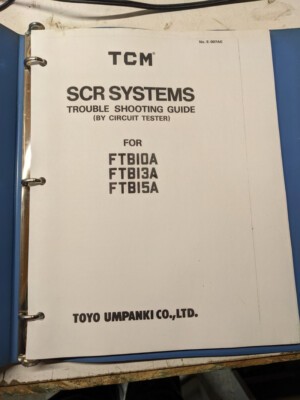 TCM
SCR SYSTEMS
TROUBLE SHOOTING GUIDE
(BY CIRCUIT TESTER)
FOR
FTB10A
FTB13A
FTB15A
TOYO UMPANKI CO.,LTD.